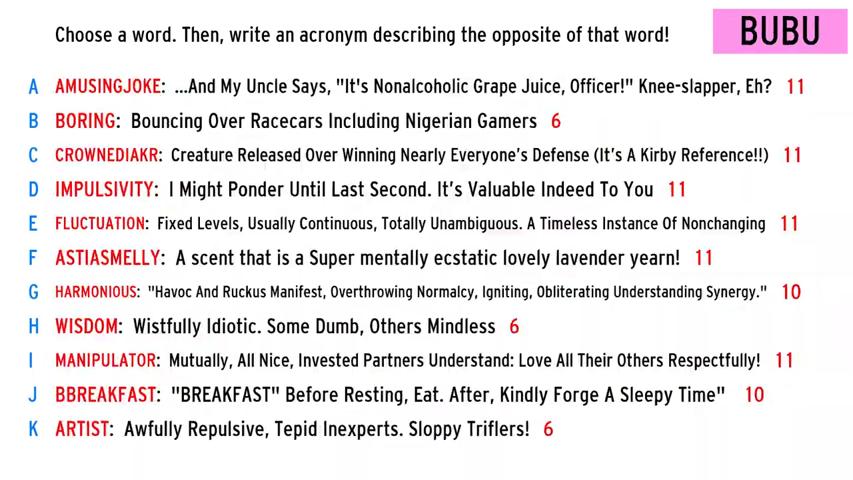 Choose a word. Then, write an acronym describing the opposite of that word!
BUBU
A AMUSINGJOKE: ...And My Uncle Says, "It's Nonalcoholic Grape Juice, Officer!" Knee-slapper, Eh? 11
B BORING: Bouncing Over Racecars Including Nigerian Gamers 6
C CROWNEDIAKR: Creature Released Over Winning Nearly Everyone's Defense (It's A Kirby Reference!!) 11
D IMPULSIVITY: I Might Ponder Until Last Second. It's Valuable Indeed To You 11
E FLUCTUATION: Fixed Levels, Usually Continuous, Totally Unambiguous. A Timeless Instance Of Nonchanging 11
F ASTIASMELLY: A scent that is a Super mentally ecstatic lovely lavender yearn! 11
G HARMONIOUS: "Havoc And Ruckus Manifest, Overthrowing Normalcy, Igniting, Obliterating Understanding Synergy." 10
H WISDOM: Wistfully Idiotic. Some Dumb, Others Mindless 6
I MANIPULATOR: Mutually, All Nice, Invested Partners Understand: Love All Their Others Respectfully! 11
J BBREAKFAST: "BREAKFAST" Before Resting, Eat. After, Kindly Forge A Sleepy Time" 10
K ARTIST: Awfully Repulsive, Tepid Inexperts. Sloppy Triflers! 6